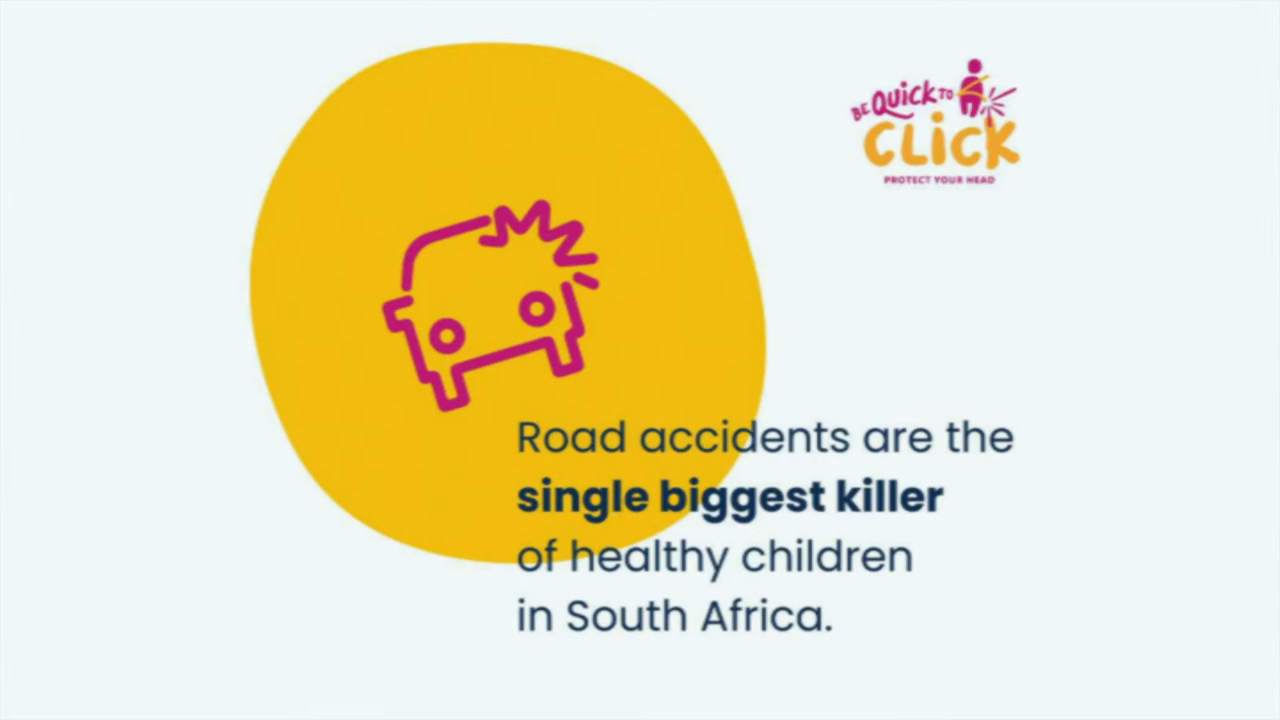 BE QUICK TO
CLICK
PROTECT YOUR HEAD
Road accidents are the
single biggest killer
of healthy children
in South Africa.